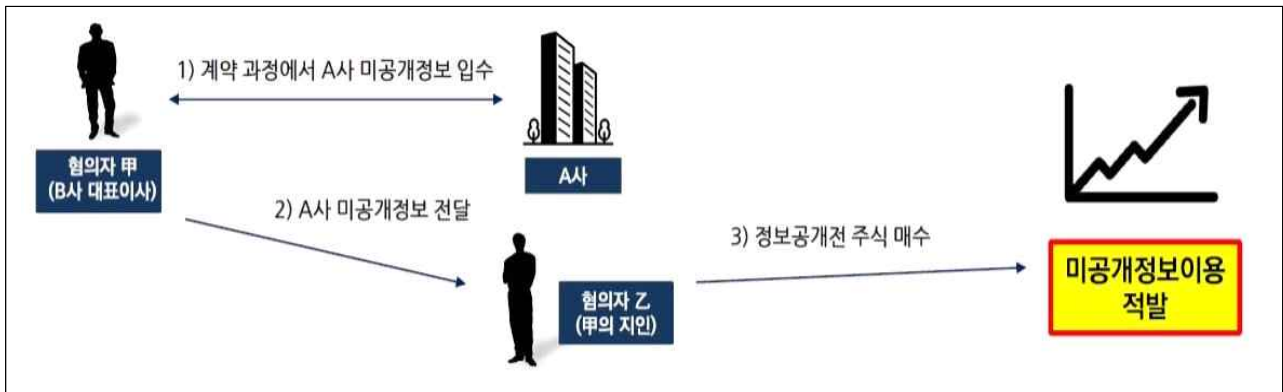 1) 계약 과정에서 A사 미공개정보 입수
혐의자 甲
(B사 대표이사)
A사
2) A사 미공개정보 전달
3) 정보공개전 주식 매수
혐의자 乙
(甲의 지인)
미공개정보이용
적발